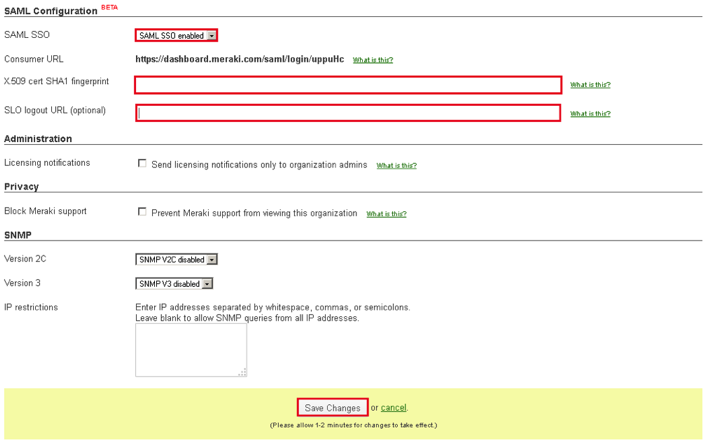 SAML Configuration BETA
SAML SSO SAML SSO enabled
Consumer URL https://dashboard.meraki.com/saml/login/uppuHc What is this?
X.509 cert SHA1 fingerprint What is this?
SLO logout URL (optional) What is this?
Administration
Licensing notifications Send licensing notifications only to organization admins What is this?
Privacy
Block Meraki support Prevent Meraki support from viewing this organization What is this?
SNMP
Version 2C SNMP V2C disabled
Version 3 SNMP V3 disabled
IP restrictions Enter IP addresses separated by whitespace, commas, or semicolons.
Leave blank to allow SNMP queries from all IP addresses.
Save Changes or cancel.
(Please allow 1-2 minutes for changes to take effect.)